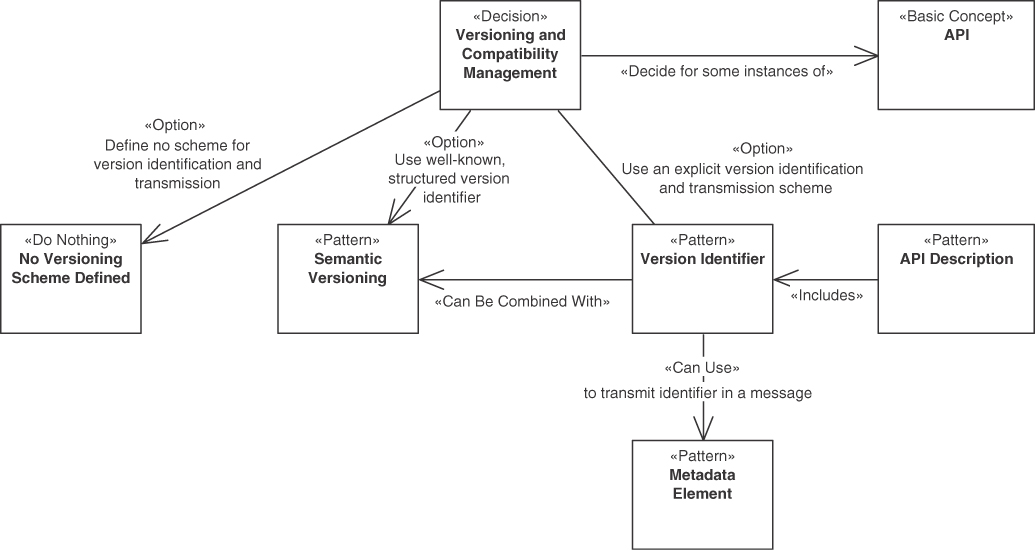 «Decision»
Versioning and
Compatibility
Management
«Basic Concept»
API
«Decide for some instances of»
«Option»
Define no scheme for
version identification and
transmission
«Option»
Use well-known,
structured version
identifier
«Option»
Use an explicit version identification
and transmission scheme
«Do Nothing»
No Versioning
Scheme Defined
«Pattern»
Semantic
Versioning
«Pattern»
Version Identifier
«Pattern»
API Description
«Can Be Combined With»
«Includes»
«Can Use»
to transmit identifier in a message
«Pattern»
Metadada
Element